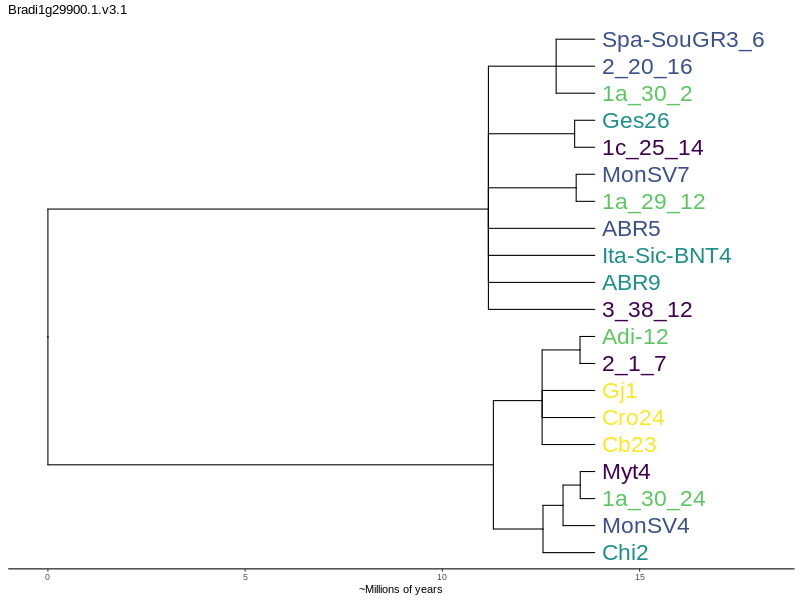 Bradi1g29900.1.v3.1
Spa-SouGR3_6
2_20_16
1a_30_2
Ges26
1c_25_14
MonSV7
1a_29_12
ABR5
Ita-Sic-BNT4
ABR9
3_38_12
Adi-12
2_1_7
Gj1
Cro24
Cb23
Myt4
1a_30_24
MonSV4
Chi2
0 5 10 15
~Millions of years